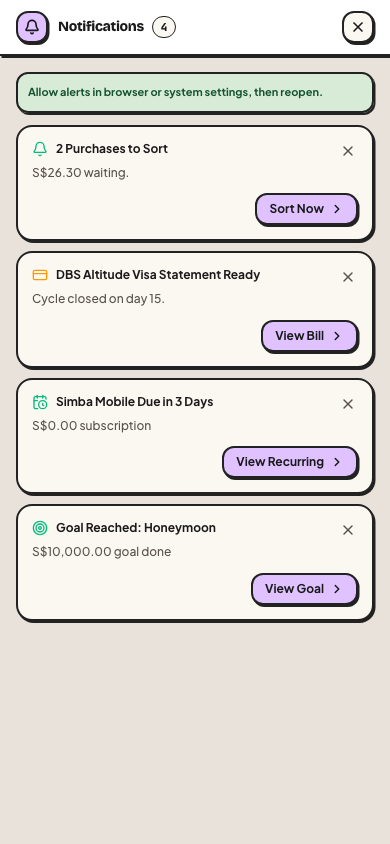 Notifications 4
Allow alerts in browser or system settings, then reopen.
2 Purchases to Sort
S$26.30 waiting.
Sort Now
DBS Altitude Visa Statement Ready
Cycle closed on day 15.
View Bill
Simba Mobile Due in 3 Days
S$0.00 subscription
View Recurring
Goal Reached: Honeymoon
S$10,000.00 goal done
View Goal